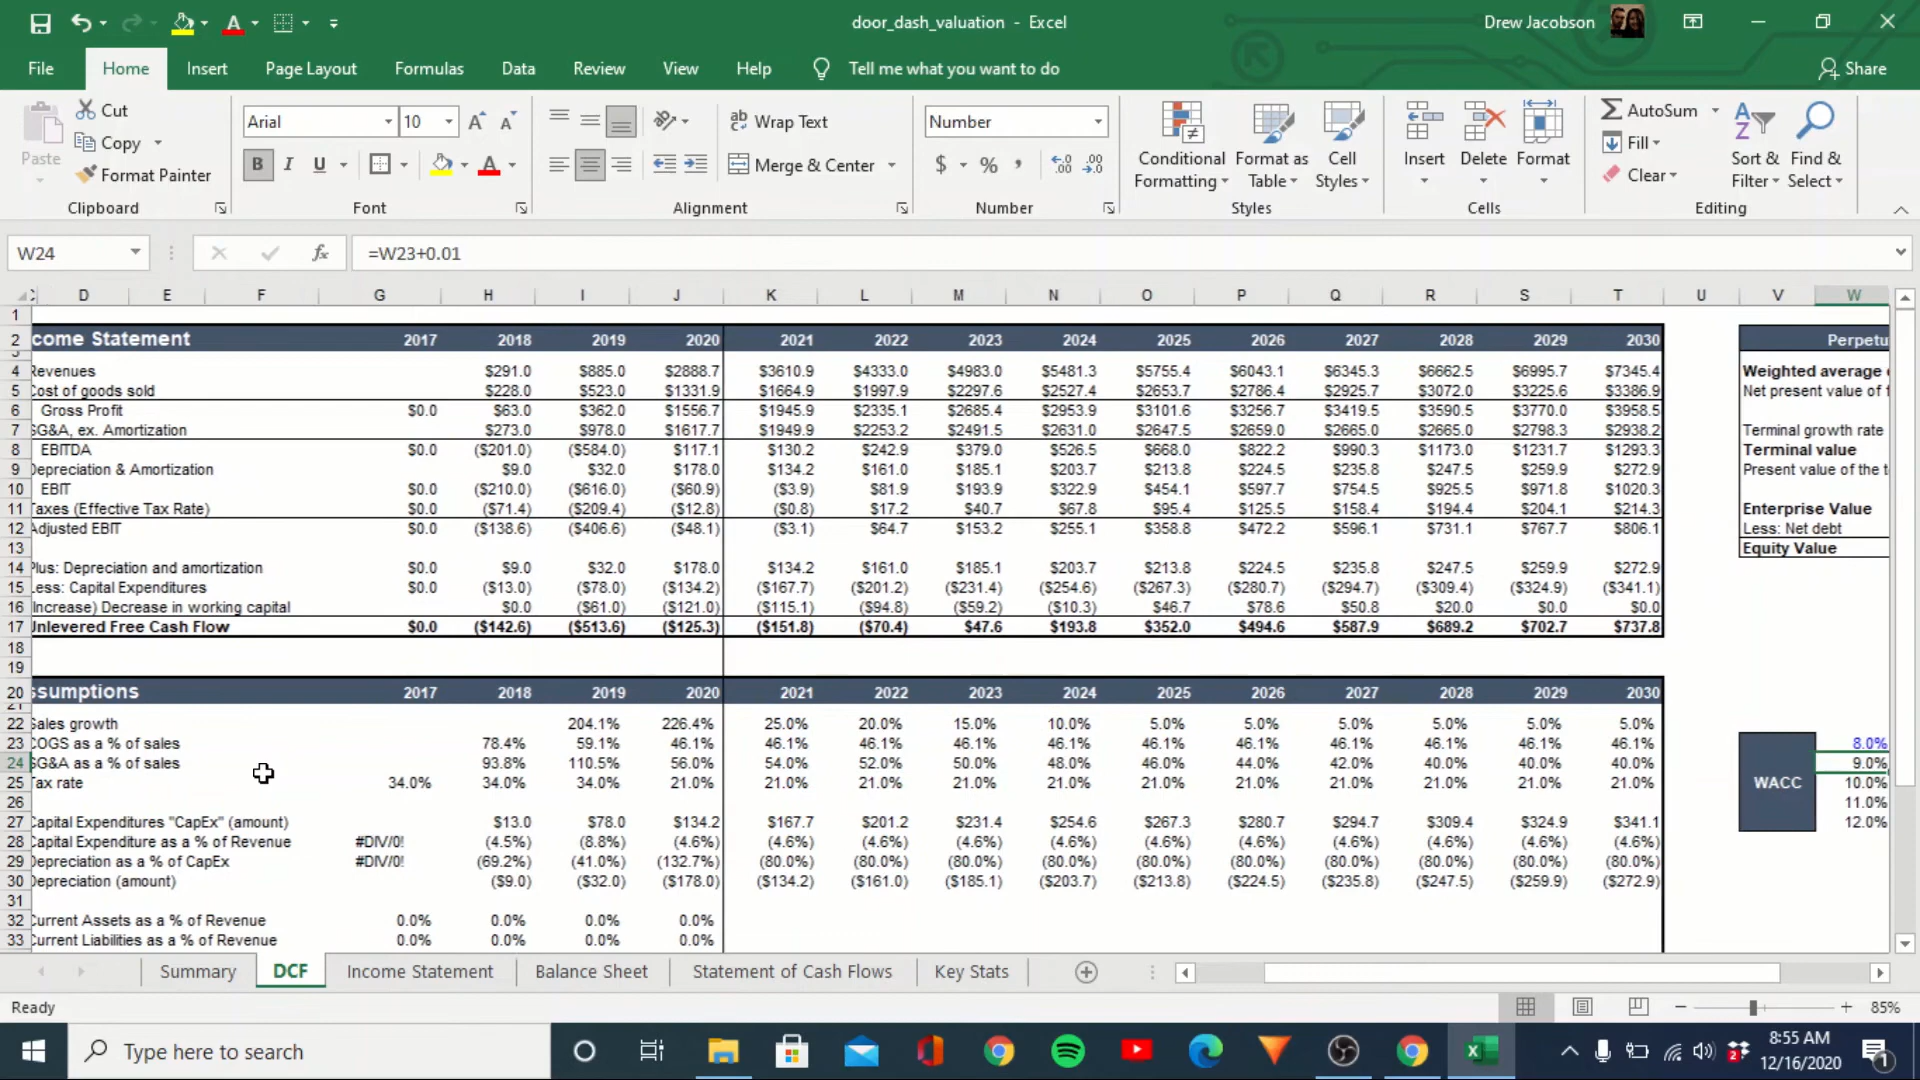 door_dash_valuation - Excel
Drew Jacobson
File Home Insert Page Layout Formulas Data Review View Help Tell me what you want to do Share
Paste Cut Copy Format Painter Clipboard
Arial 10 B I U A Font
Wrap Text Merge & Center Alignment
Number $ % , Number
Conditional Formatting Format as Table Cell Styles Styles
Insert Delete Format Cells
AutoSum Fill Clear Sort & Filter Find & Select Editing
W24 fx =W23+0.01
D E F G H I J K L M N O P Q R S T U V W
1
2 come Statement 2017 2018 2019 2020 2021 2022 2023 2024 2025 2026 2027 2028 2029 2030 Perpetu
4 Revenues $291.0 $885.0 $2888.7 $3610.9 $4333.0 $4983.0 $5481.3 $5755.4 $6043.1 $6345.3 $6662.5 $6995.7 $7345.4 Weighted average
5 Cost of goods sold $228.0 $523.0 $1331.9 $1664.9 $1997.9 $2297.6 $2527.4 $2653.7 $2786.4 $2925.7 $3072.0 $3225.6 $3386.9 Net present value of
6 Gross Profit $0.0 $63.0 $362.0 $1556.7 $1945.9 $2335.1 $2685.4 $2953.9 $3101.6 $3256.7 $3419.5 $3590.5 $3770.0 $3958.5
7 SG&A, ex. Amortization $273.0 $978.0 $1617.7 $1949.9 $2253.2 $2491.5 $2631.0 $2647.5 $2659.0 $2665.0 $2665.0 $2798.3 $2938.2 Terminal growth rate
8 EBITDA $0.0 ($201.0) ($584.0) $117.1 $130.2 $242.9 $379.0 $526.5 $668.0 $822.2 $990.3 $1173.0 $1231.7 $1293.3 Terminal value
9 Depreciation & Amortization $9.0 $32.0 $178.0 $134.2 $161.0 $185.1 $203.7 $213.8 $224.5 $235.8 $247.5 $259.9 $272.9 Present value of the
10 EBIT $0.0 ($210.0) ($616.0) ($60.9) ($3.9) $81.9 $193.9 $322.9 $454.1 $597.7 $754.5 $925.5 $971.8 $1020.3
11 Taxes (Effective Tax Rate) $0.0 ($71.4) ($209.4) ($12.8) ($0.8) $17.2 $40.7 $67.8 $95.4 $125.5 $158.4 $194.4 $204.1 $214.3 Enterprise Value
12 Adjusted EBIT ($138.6) ($406.6) ($48.1) ($3.1) $64.7 $153.2 $255.1 $358.8 $472.2 $596.1 $731.1 $767.7 $806.1 Less: Net debt
13 Equity Value
14 Plus: Depreciation and amortization $0.0 $9.0 $32.0 $178.0 $134.2 $161.0 $185.1 $203.7 $213.8 $224.5 $235.8 $247.5 $259.9 $272.9
15 Less: Capital Expenditures $0.0 ($13.0) ($78.0) ($134.2) ($167.7) ($201.2) ($231.4) ($254.6) ($267.3) ($280.7) ($294.7) ($309.4) ($324.9) ($341.1)
16 Increase) Decrease in working capital $0.0 ($61.0) ($121.0) ($115.1) ($94.8) ($59.2) ($10.3) $46.7 $78.6 $50.8 $20.0 $0.0 $0.0
17 Unlevered Free Cash Flow $0.0 ($142.6) ($513.6) ($125.3) ($151.8) ($70.4) $47.6 $193.8 $352.0 $494.6 $587.9 $689.2 $702.7 $737.8
18
19
20 ssumptions 2017 2018 2019 2020 2021 2022 2023 2024 2025 2026 2027 2028 2029 2030
22 Sales growth 204.1% 226.4% 25.0% 20.0% 15.0% 10.0% 5.0% 5.0% 5.0% 5.0% 5.0% 5.0%
23 COGS as a % of sales 78.4% 59.1% 46.1% 46.1% 46.1% 46.1% 46.1% 46.1% 46.1% 46.1% 46.1% 46.1% 46.1% 8.0%
24 SG&A as a % of sales 93.8% 110.5% 56.0% 54.0% 52.0% 50.0% 48.0% 46.0% 44.0% 42.0% 40.0% 40.0% 40.0% 9.0%
25 Tax rate 34.0% 34.0% 34.0% 21.0% 21.0% 21.0% 21.0% 21.0% 21.0% 21.0% 21.0% 21.0% 21.0% 21.0% WACC 10.0%
26 11.0%
27 Capital Expenditures "CapEx" (amount) $13.0 $78.0 $134.2 $167.7 $201.2 $231.4 $254.6 $267.3 $280.7 $294.7 $309.4 $324.9 $341.1 12.0%
28 Capital Expenditure as a % of Revenue #DIV/0! (4.5%) (8.8%) (4.6%) (4.6%) (4.6%) (4.6%) (4.6%) (4.6%) (4.6%) (4.6%) (4.6%) (4.6%) (4.6%)
29 Depreciation as a % of CapEx #DIV/0! (69.2%) (41.0%) (132.7%) (80.0%) (80.0%) (80.0%) (80.0%) (80.0%) (80.0%) (80.0%) (80.0%) (80.0%) (80.0%)
30 Depreciation (amount) ($9.0) ($32.0) ($178.0) ($134.2) ($161.0) ($185.1) ($203.7) ($213.8) ($224.5) ($235.8) ($247.5) ($259.9) ($272.9)
31
32 Current Assets as a % of Revenue 0.0% 0.0% 0.0% 0.0%
33 Current Liabilities as a % of Revenue 0.0% 0.0% 0.0% 0.0%
Summary DCF Income Statement Balance Sheet Statement of Cash Flows Key Stats
Ready 85%
Type here to search
8:55 AM
12/16/2020